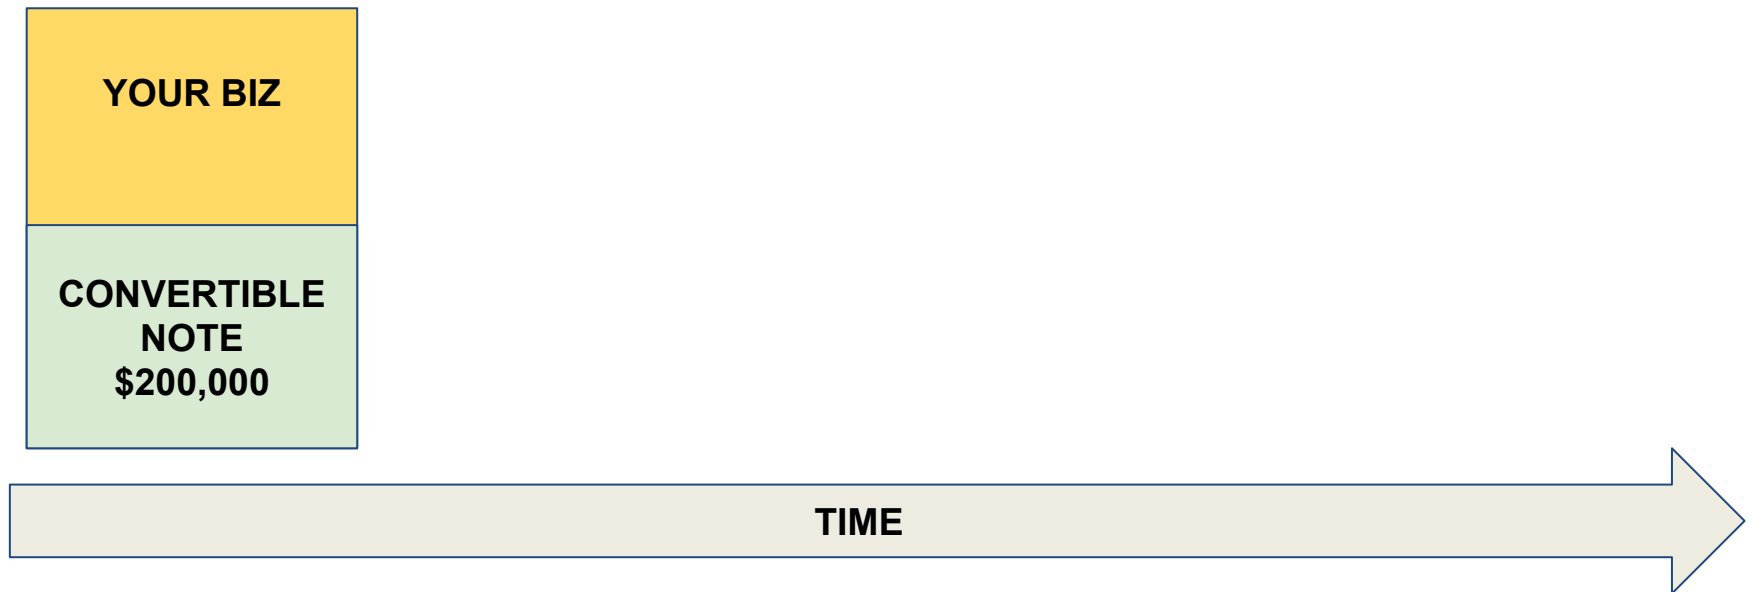 YOUR BIZ
CONVERTIBLE
NOTE
$200,000
TIME